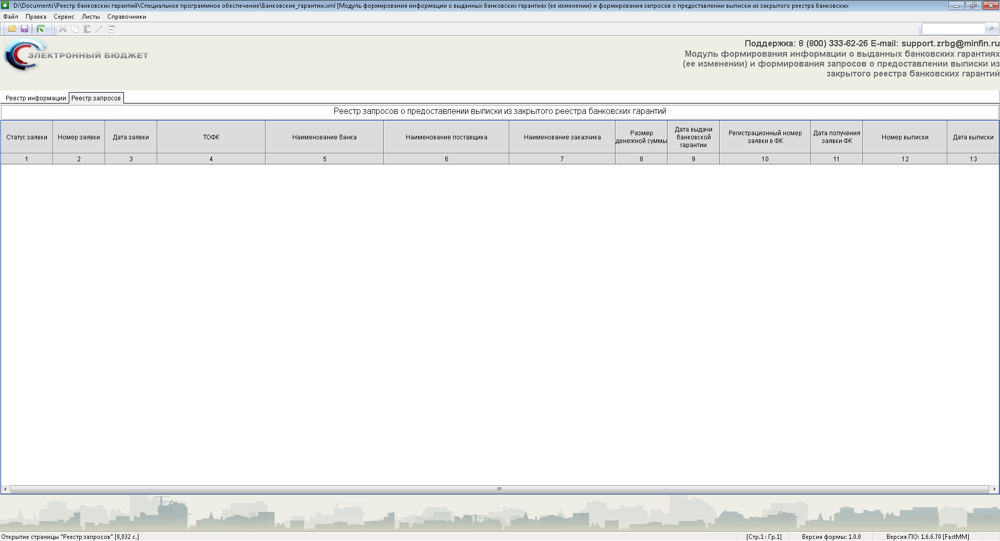 D:\Documents\Реестр банковских гарантий\Специальное программное обеспечение\Банковские_гарантии.xml [Модуль формирования информации о выданных банковских гарантиях (ее изменении) и формирования запросов о предоставлении выписки из закрытого реестра банковских
Файл Правка Сервис Листы Справочники
ЭЛЕКТРОННЫЙ БЮДЖЕТ
Поддержка: 8 (800) 333-62-26 E-mail: support.zrbg@minfin.ru
Модуль формирования информации о выданных банковских гарантиях
(ее изменении) и формирования запросов о предоставлении выписки из
закрытого реестра банковских гарантий
Реестр информации Реестр запросов
Реестр запросов о предоставлении выписки из закрытого реестра банковских гарантий
Статус заявки
Номер заявки
Дата заявки
ТОФК
Наименование банка
Наименование поставщика
Наименование заказчика
Размер
денежной суммы
Дата выдачи
банковской
гарантии
Регистрационный номер
заявки в ФК
Дата получения
заявки ФК
Номер выписки
Дата выписки
1 2 3 4 5 6 7 8 9 10 11 12 13
Открытие страницы "Реестр запросов" [0,032 с.]
[Стр.1 : Гр.1]
Версия формы: 1.0.0
Версия ПО: 1.6.6.70 [FastMM]